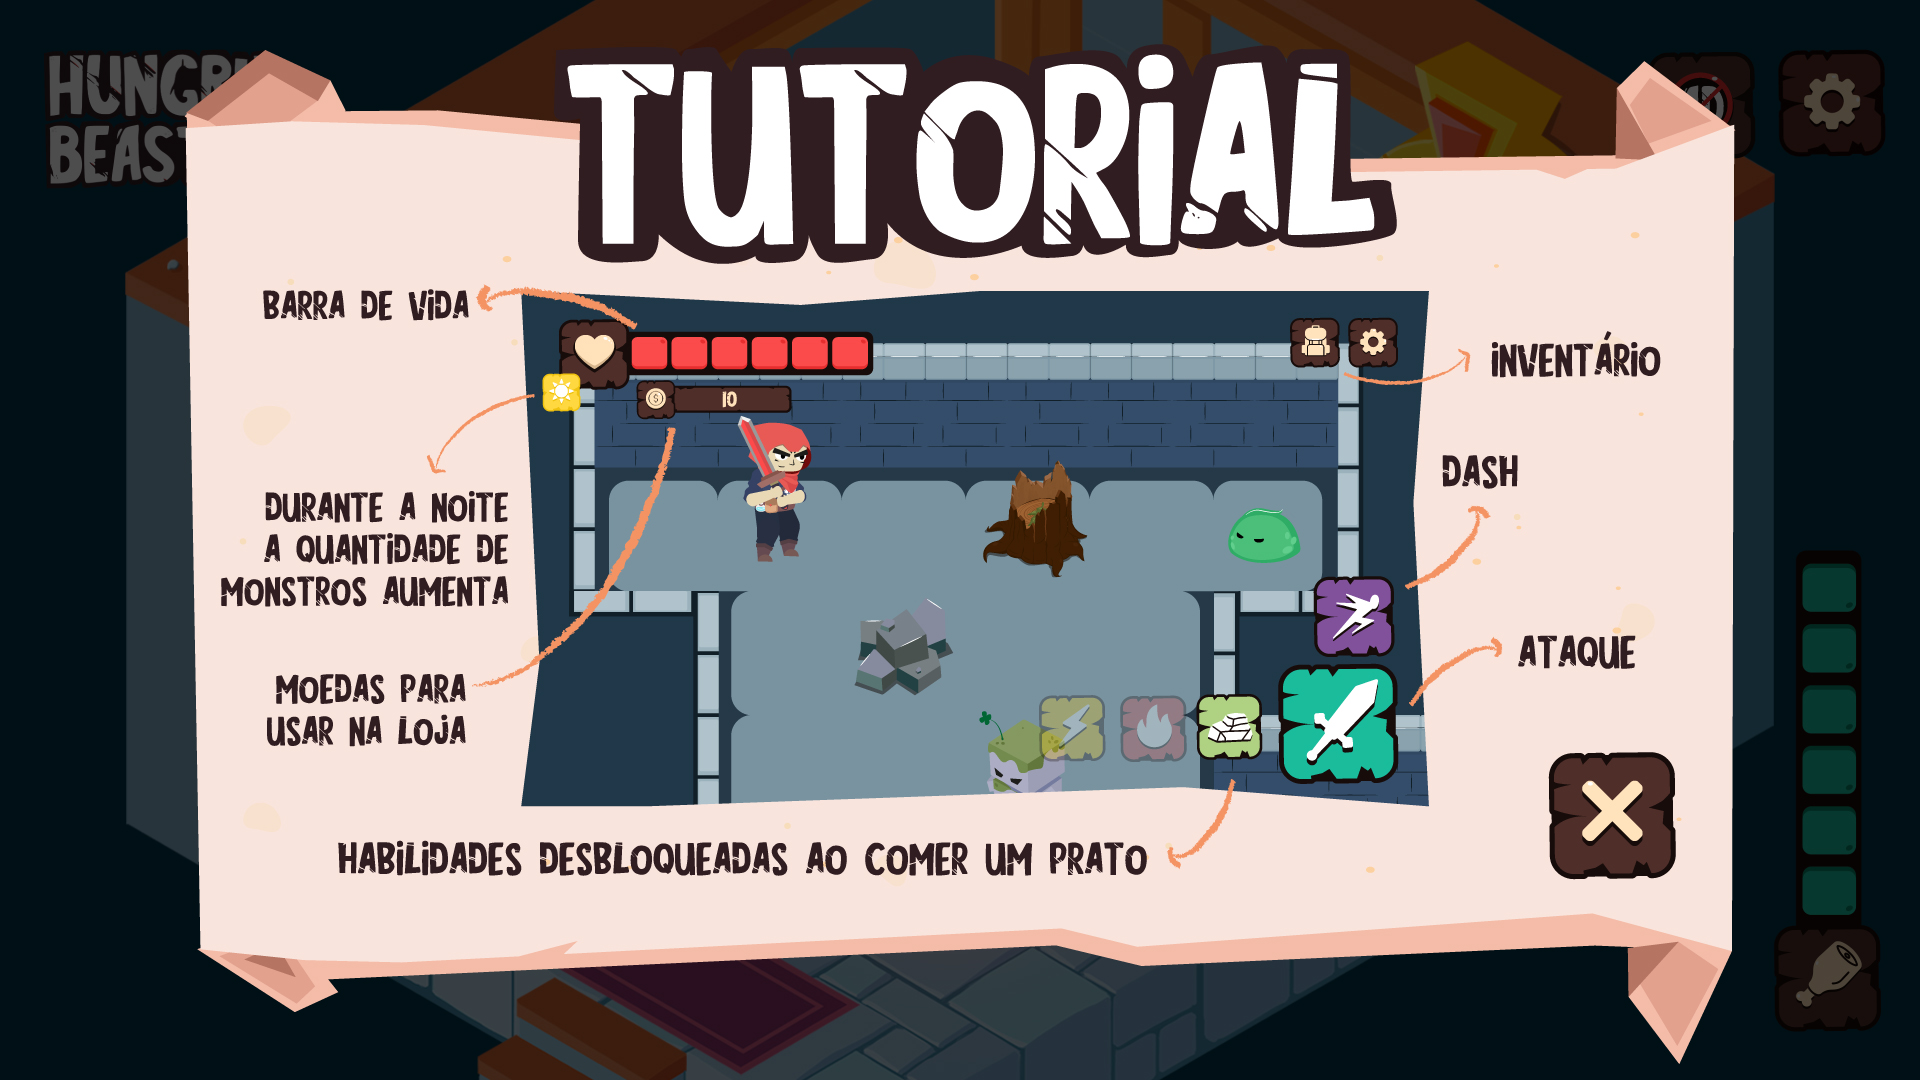 HUNGR
BEAS
TUTORIAL
BARRA DE VIDA
INVENTÁRIO
10
DASH
DURANTE A NOITE
A QUANTIDADE DE
MONSTROS AUMENTA
ATAQUE
MOEDAS PARA
USAR NA LOJA
HABILIDADES DESBLOQUEADAS AO COMER UM PRATO